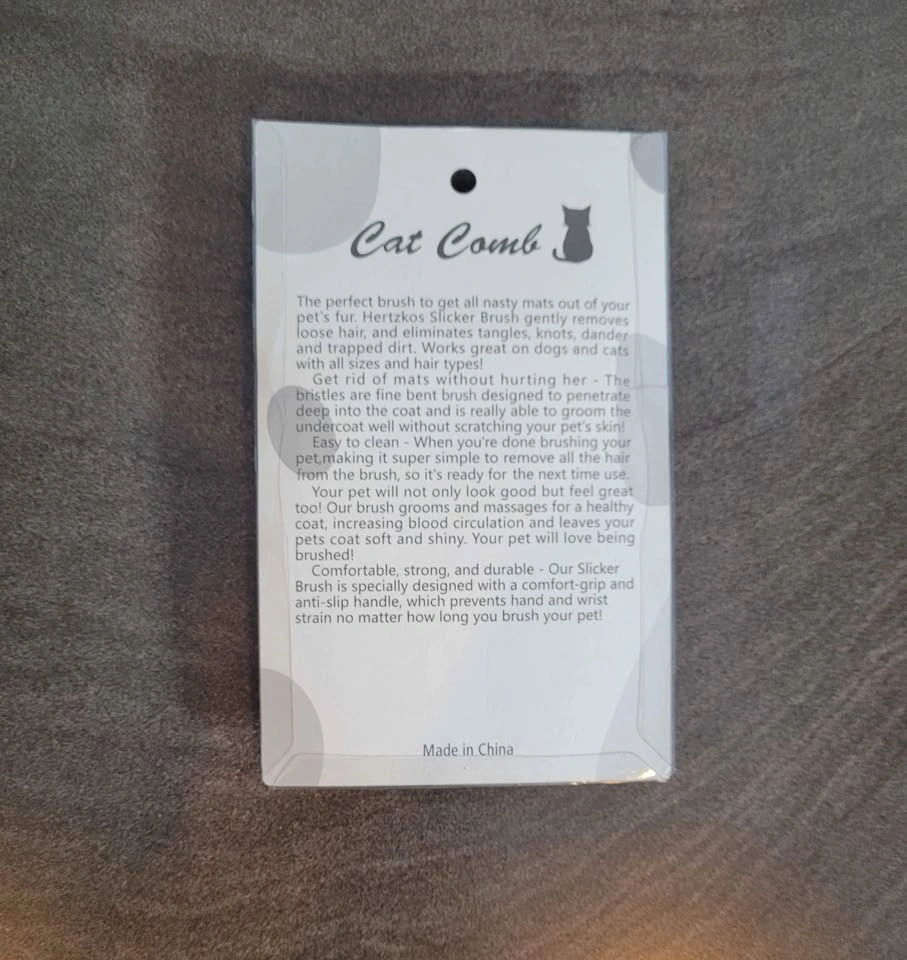 Cat Comb
The perfect brush to get all nasty mats out of your
pet's fur. Hertzkos Slicker Brush gently removes
loose hair, and eliminates tangles, knots, dander
and trapped dirt. Works great on dogs and cats
with all sizes and hair types!
Get rid of mats without hurting her - The
bristles are fine bent brush designed to penetrate
deep into the coat and is really able to groom the
undercoat well without scratching your pet's skin!
Easy to clean - When you're done brushing your
pet,making it super simple to remove all the hair
from the brush, so it's ready for the next time use.
Your pet will not only look good but feel great
too! Our brush grooms and massages for a healthy
coat, increasing blood circulation and leaves your
pets coat soft and shiny. Your pet will love being
brushed!
Comfortable, strong, and durable - Our Slicker
Brush is specially designed with a comfort-grip and
anti-slip handle, which prevents hand and wrist
strain no matter how long you brush your pet!
Made in China